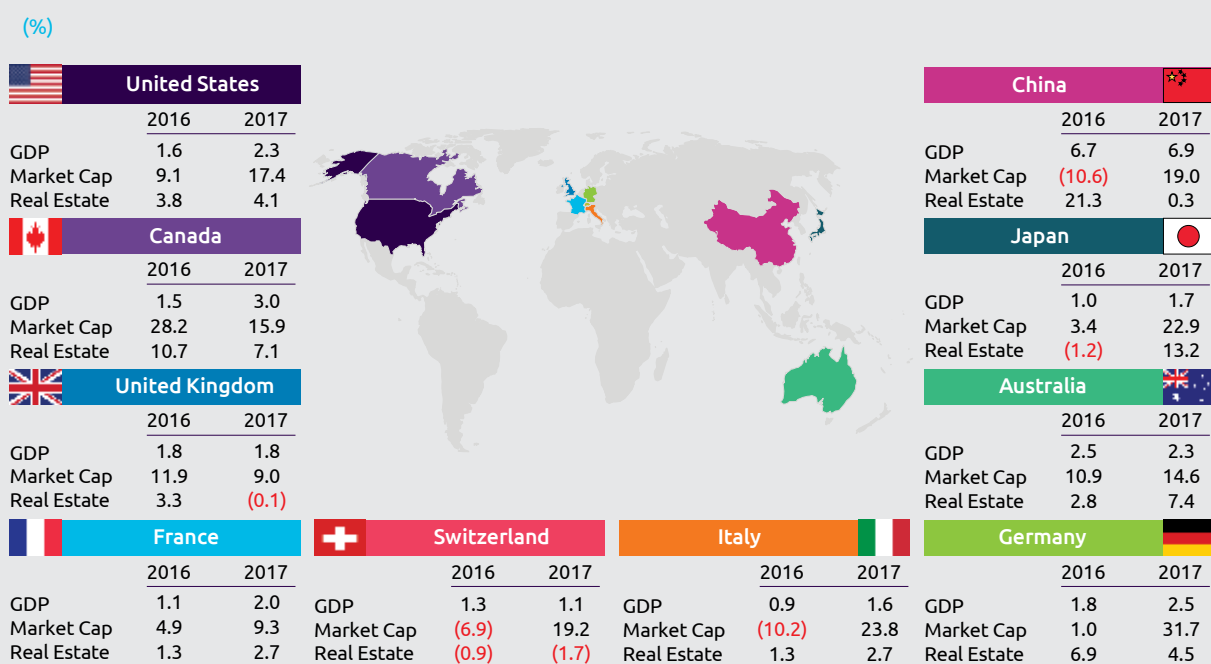 (%)
United States
2016 2017
GDP 1.6 2.3
Market Cap 9.1 17.4
Real Estate 3.8 4.1
Canada
2016 2017
GDP 1.5 3.0
Market Cap 28.2 15.9
Real Estate 10.7 7.1
United Kingdom
2016 2017
GDP 1.8 1.8
Market Cap 11.9 9.0
Real Estate 3.3 (0.1)
France
2016 2017
GDP 1.1 2.0
Market Cap 4.9 9.3
Real Estate 1.3 2.7
Switzerland
2016 2017
GDP 1.3 1.1
Market Cap (6.9) 19.2
Real Estate (0.9) (1.7)
Italy
2016 2017
GDP 0.9 1.6
Market Cap (10.2) 23.8
Real Estate 1.3 2.7
China
2016 2017
GDP 6.7 6.9
Market Cap (10.6) 19.0
Real Estate 21.3 0.3
Japan
2016 2017
GDP 1.0 1.7
Market Cap 3.4 22.9
Real Estate (1.2) 13.2
Australia
2016 2017
GDP 2.5 2.3
Market Cap 10.9 14.6
Real Estate 2.8 7.4
Germany
2016 2017
GDP 1.8 2.5
Market Cap 1.0 31.7
Real Estate 6.9 4.5